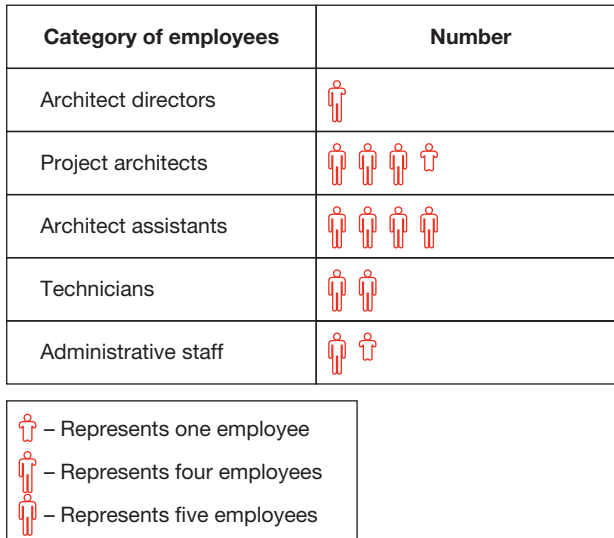 Category of employees Number
Architect directors
Project architects
Architect assistants
Technicians
Administrative staff
– Represents one employee
– Represents four employees
– Represents five employees